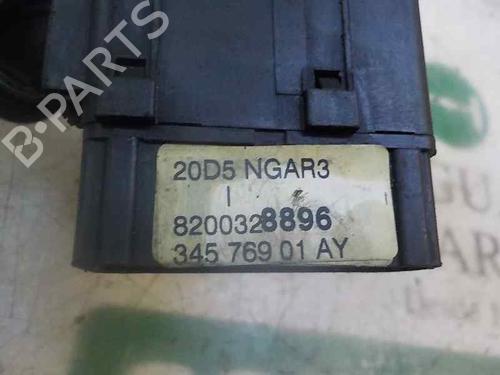 B-PARTS
20D5 NGAR3
I
8200328896
345 769 01 AY